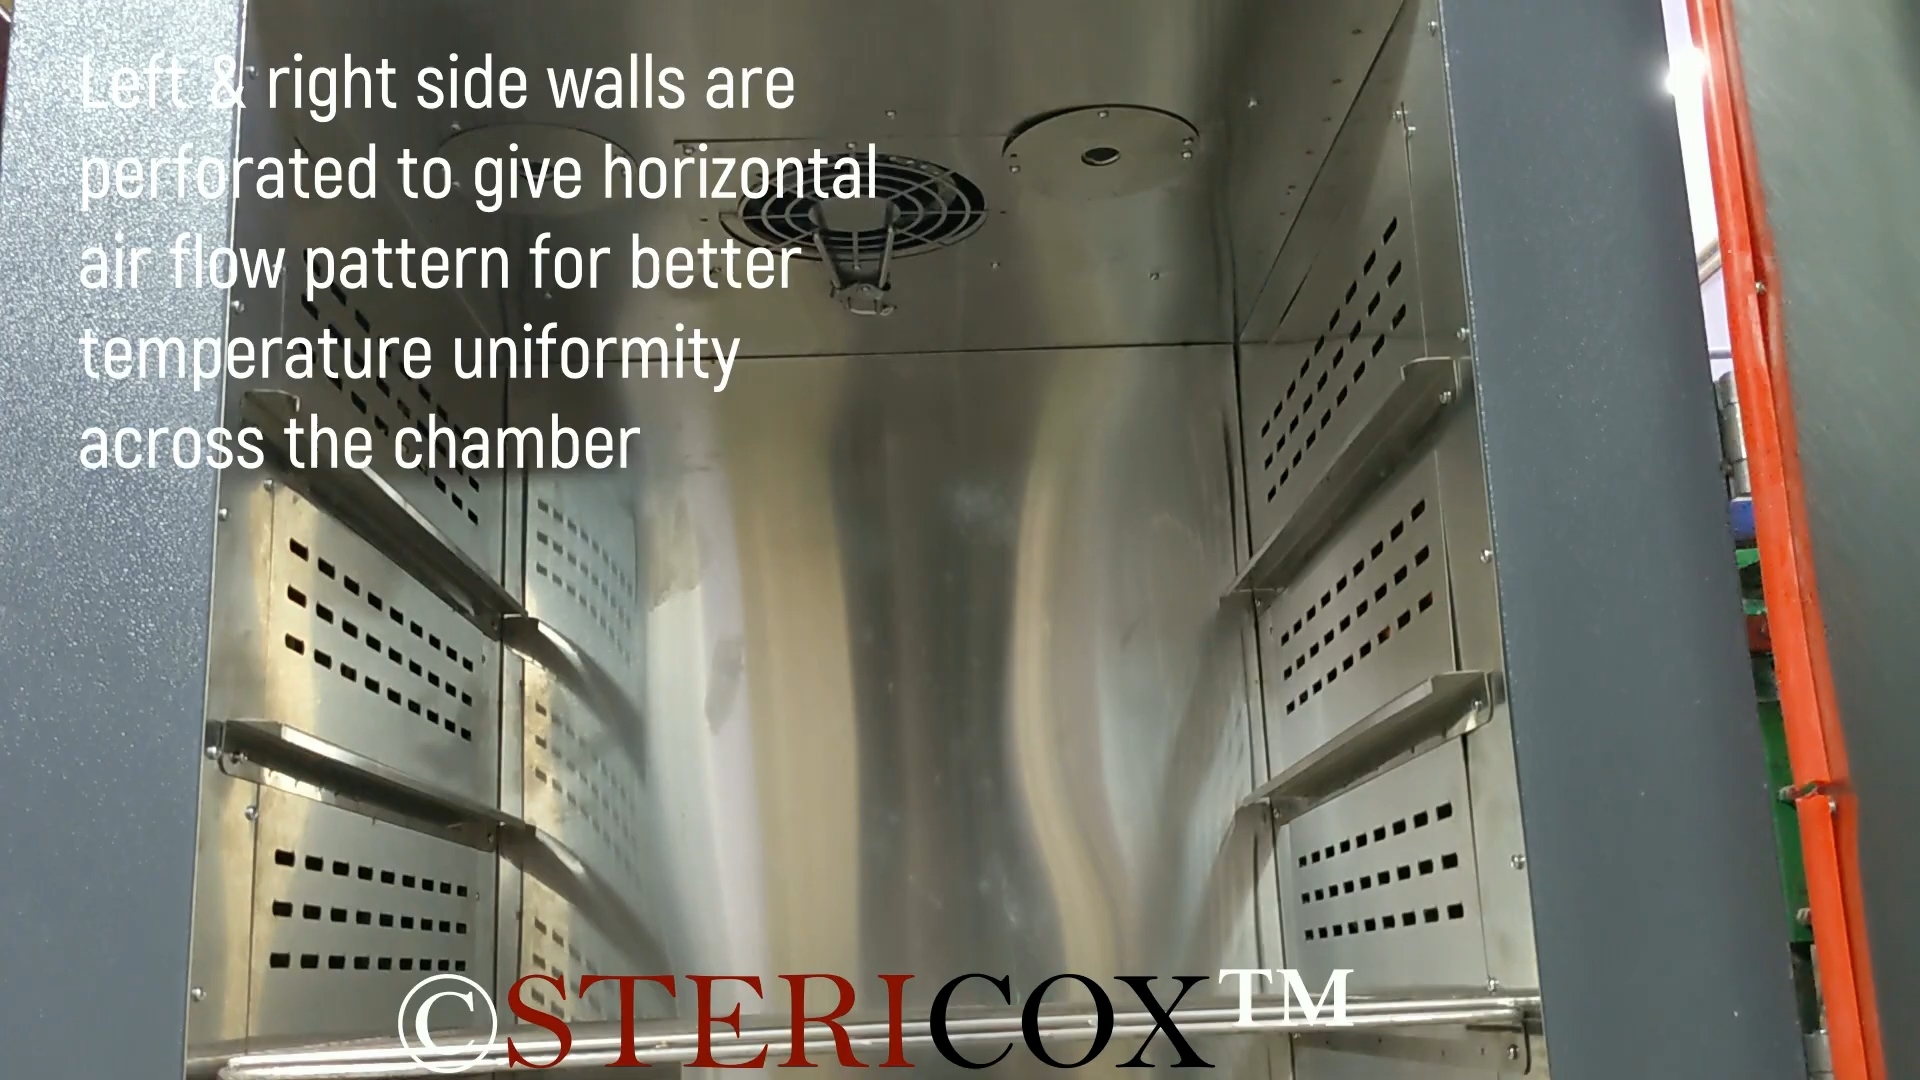 Left & right side walls are
perforated to give horizontal
air flow pattern for better
temperature uniformity
across the chamber
©STERICOX™